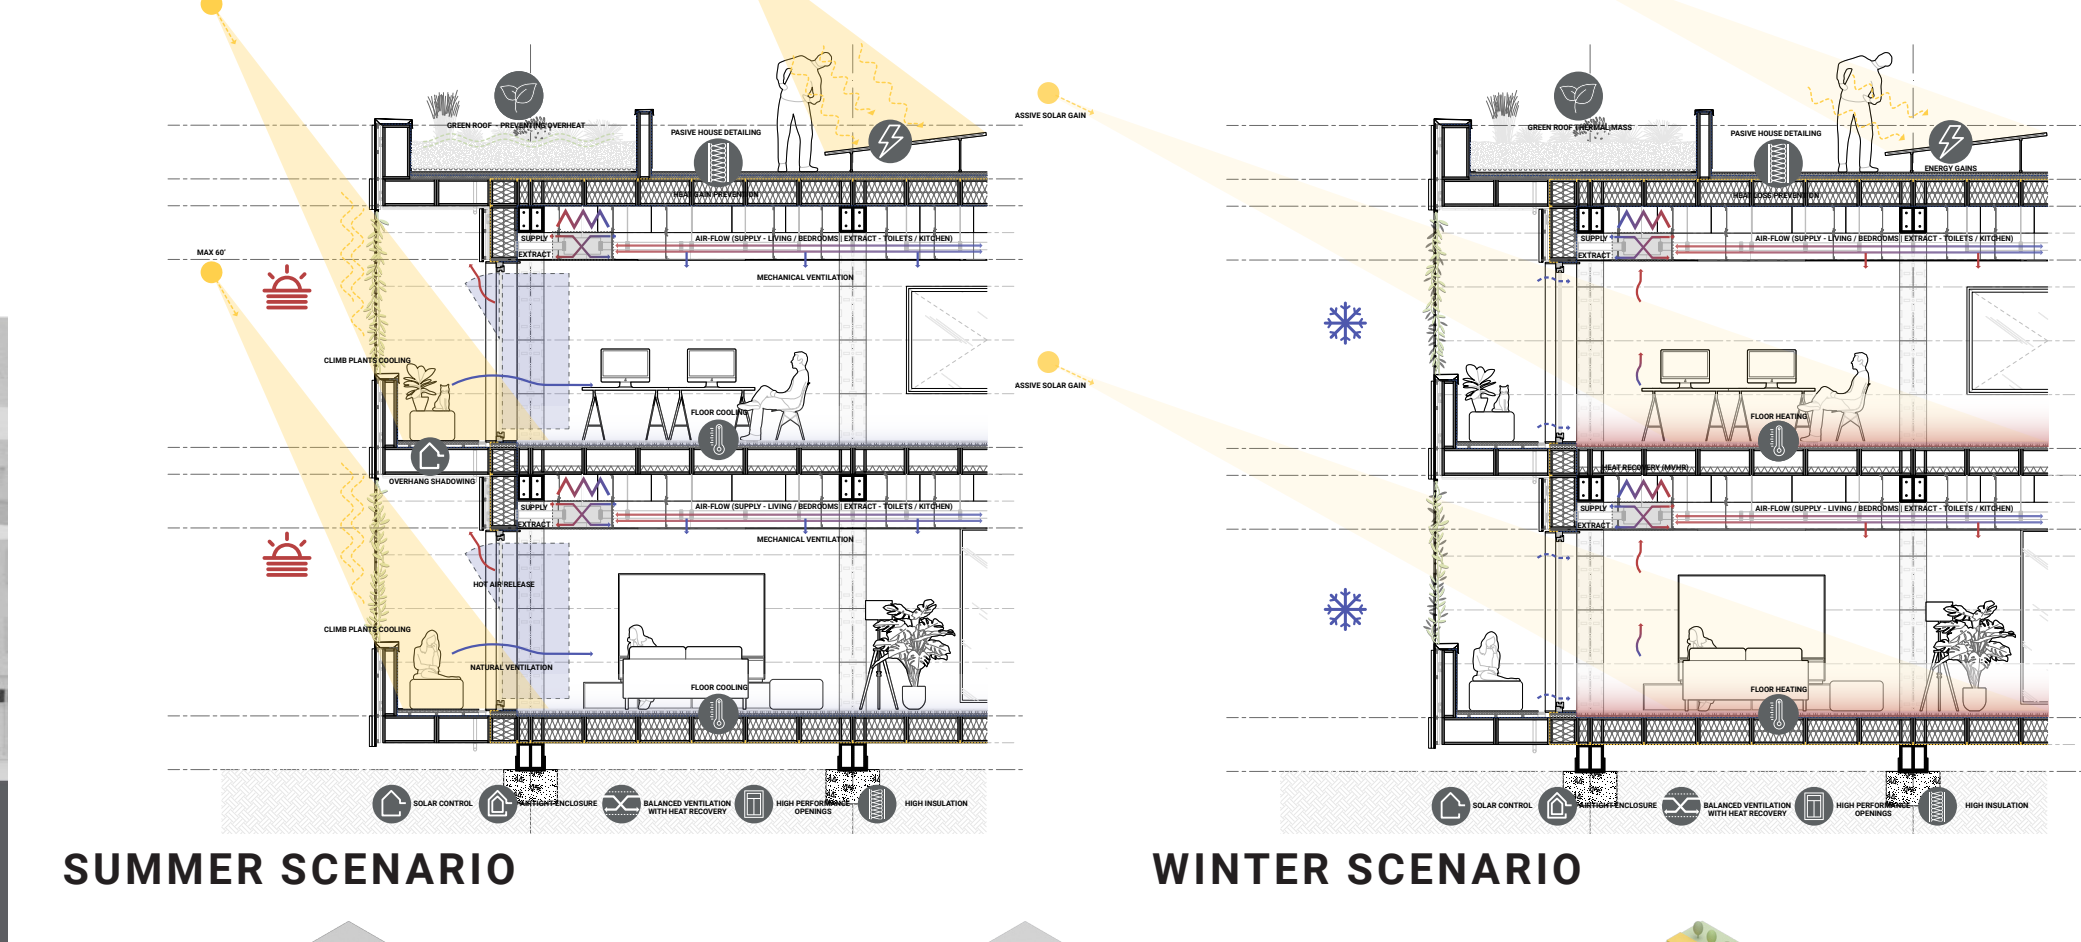 GREEN ROOF - PREVENTING OVERHEAT
PASIVE HOUSE DETAILING
HEAT GAIN PREVENTION
SUPPLY
EXTRACT
AIR-FLOW (SUPPLY - LIVING / BEDROOMS | EXTRACT - TOILETS / KITCHEN)
MECHANICAL VENTILATION
MAX 60°
CLIMB PLANTS COOLING
FLOOR COOLING
OVERHANG SHADOWING
SUPPLY
EXTRACT
AIR-FLOW (SUPPLY - LIVING / BEDROOMS | EXTRACT - TOILETS / KITCHEN)
MECHANICAL VENTILATION
HOT AIR RELEASE
CLIMB PLANTS COOLING
NATURAL VENTILATION
FLOOR COOLING
SOLAR CONTROL
AIRTIGHT ENCLOSURE
BALANCED VENTILATION
WITH HEAT RECOVERY
HIGH PERFORMANCE
OPENINGS
HIGH INSULATION
SUMMER SCENARIO
ASSIVE SOLAR GAIN
ASSIVE SOLAR GAIN
GREEN ROOF THERMAL MASS
PASIVE HOUSE DETAILING
HEAT LOSS PREVENTION
ENERGY GAINS
SUPPLY
EXTRACT
AIR-FLOW (SUPPLY - LIVING / BEDROOMS | EXTRACT - TOILETS / KITCHEN)
FLOOR HEATING
HEAT RECOVERY (MVHR)
SUPPLY
EXTRACT
AIR-FLOW (SUPPLY - LIVING / BEDROOMS | EXTRACT - TOILETS / KITCHEN)
FLOOR HEATING
SOLAR CONTROL
AIRTIGHT ENCLOSURE
BALANCED VENTILATION
WITH HEAT RECOVERY
HIGH PERFORMANCE
OPENINGS
HIGH INSULATION
WINTER SCENARIO